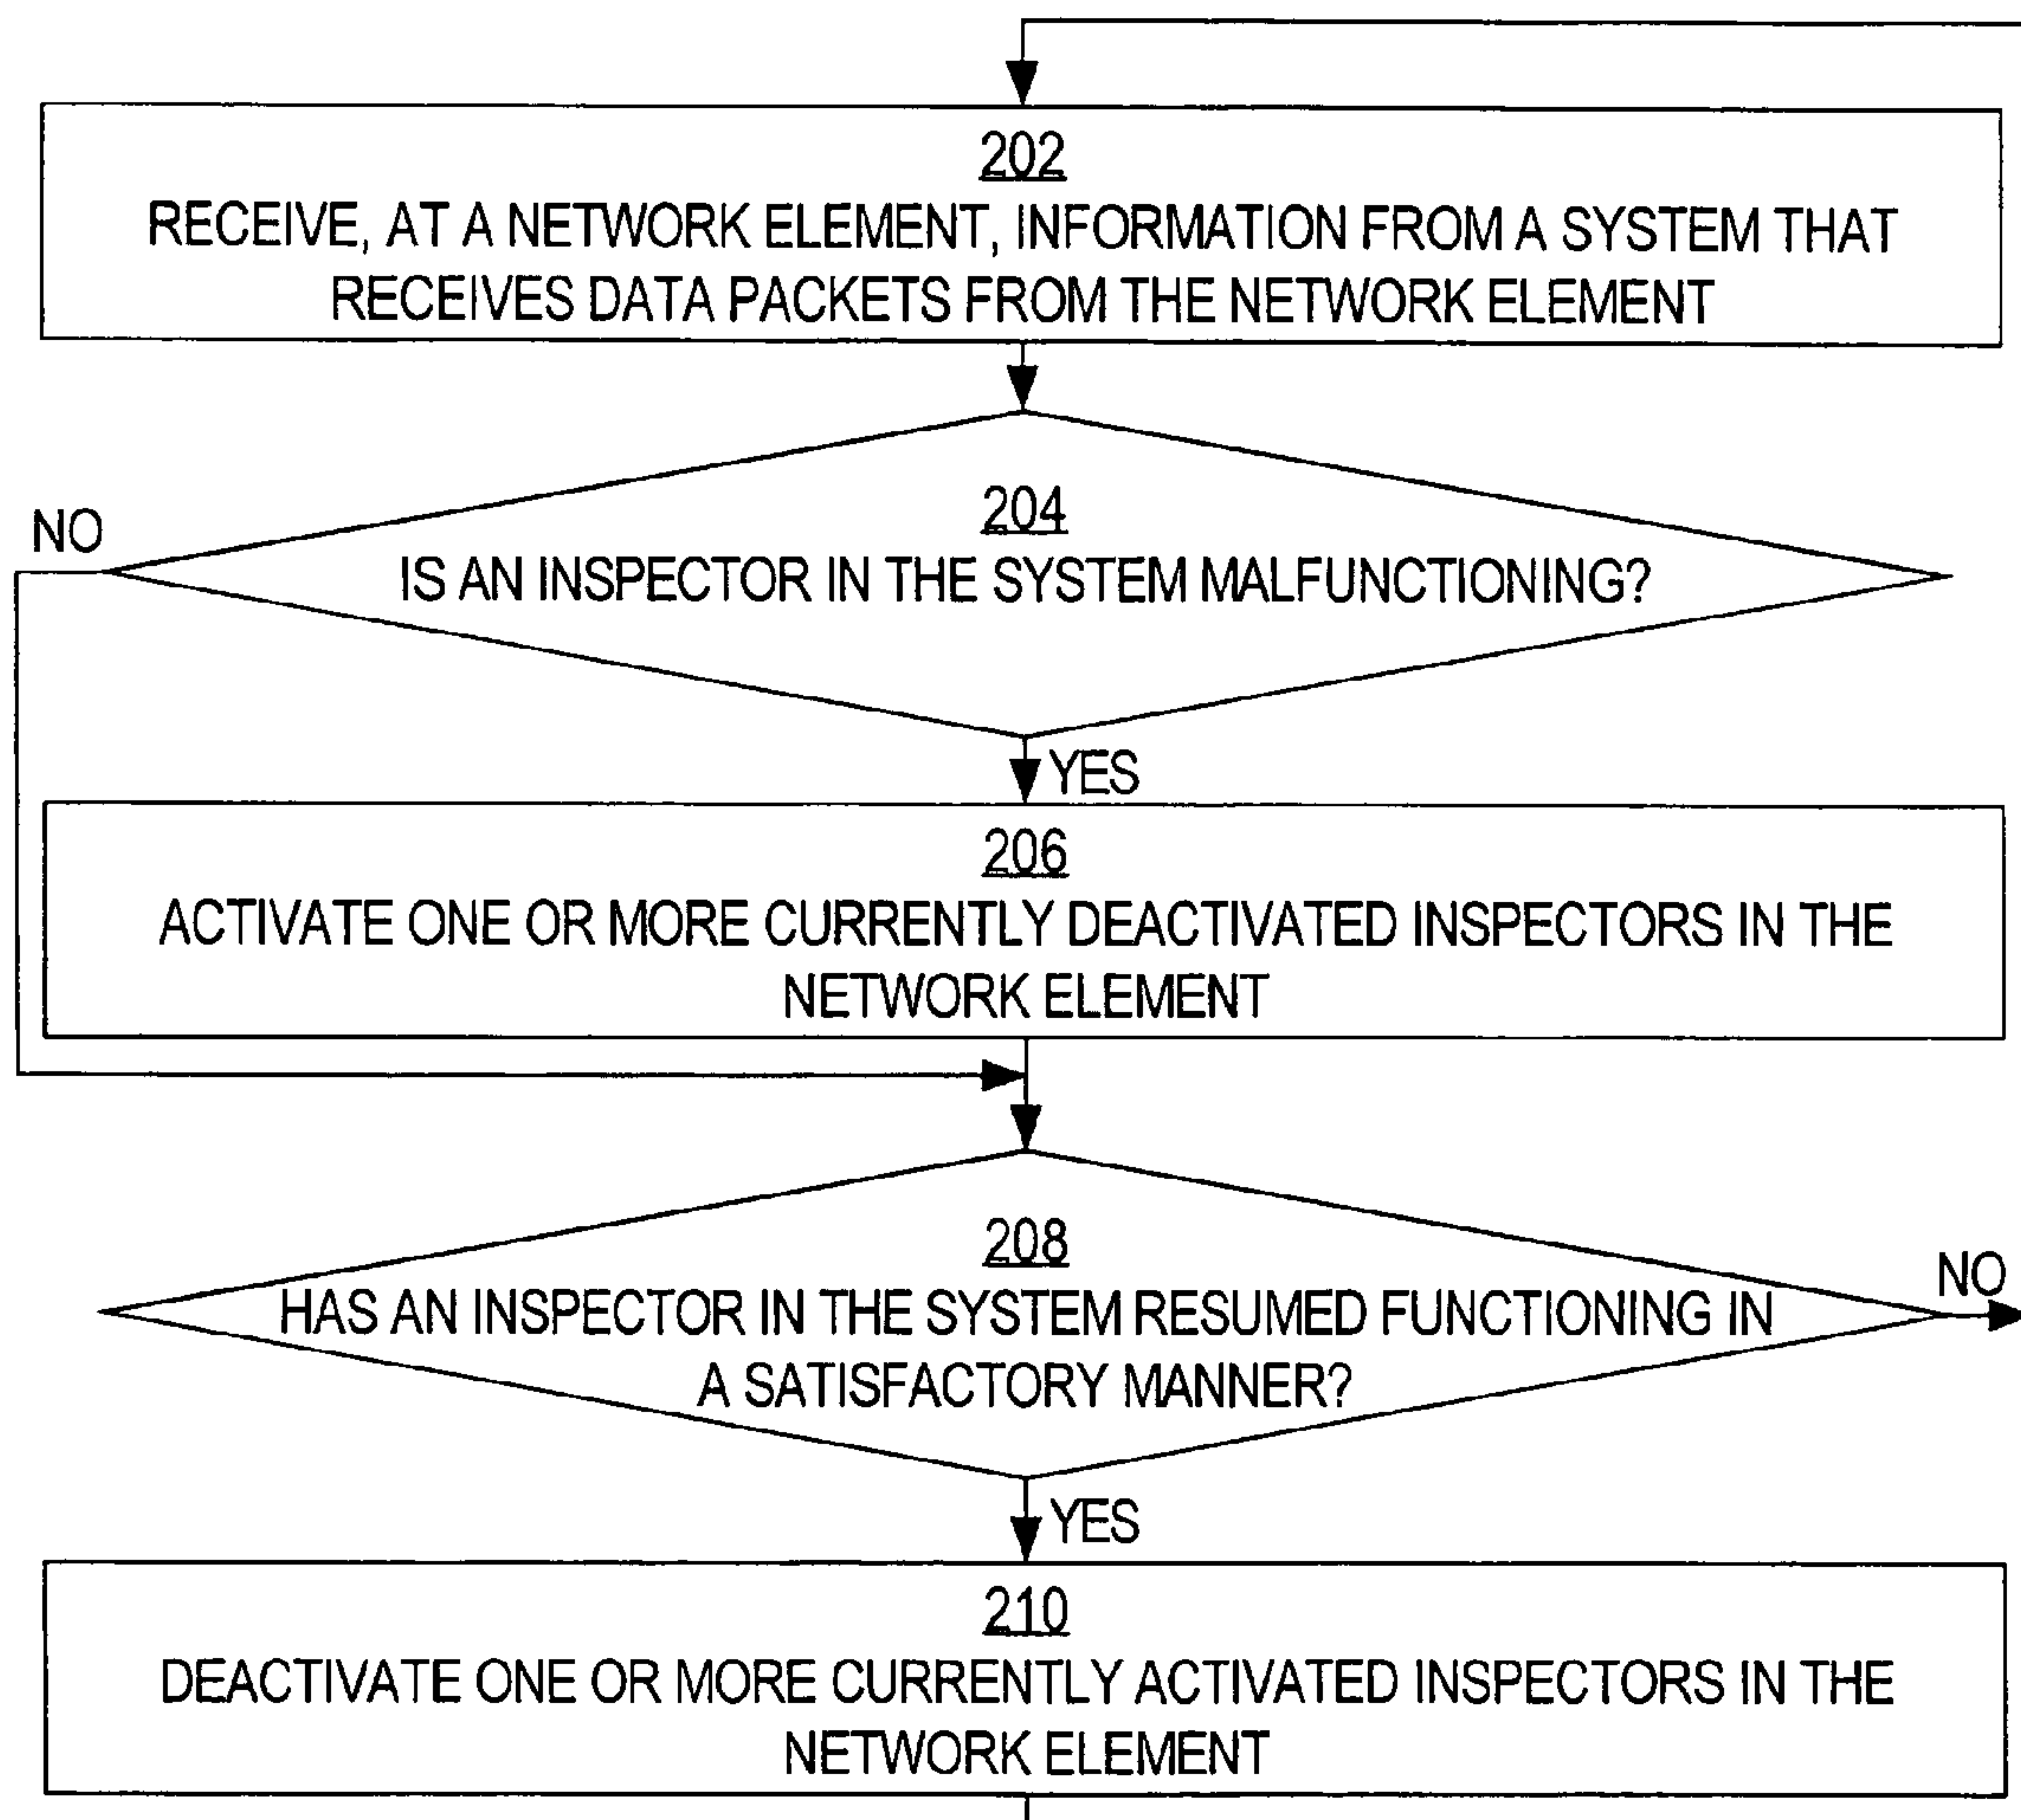 202
RECEIVE, AT A NETWORK ELEMENT, INFORMATION FROM A SYSTEM THAT
RECEIVES DATA PACKETS FROM THE NETWORK ELEMENT
204
NO
IS AN INSPECTOR IN THE SYSTEM MALFUNCTIONING?
YES
206
ACTIVATE ONE OR MORE CURRENTLY DEACTIVATED INSPECTORS IN THE
NETWORK ELEMENT
208
NO
HAS AN INSPECTOR IN THE SYSTEM RESUMED FUNCTIONING IN
A SATISFACTORY MANNER?
YES
210
DEACTIVATE ONE OR MORE CURRENTLY ACTIVATED INSPECTORS IN THE
NETWORK ELEMENT